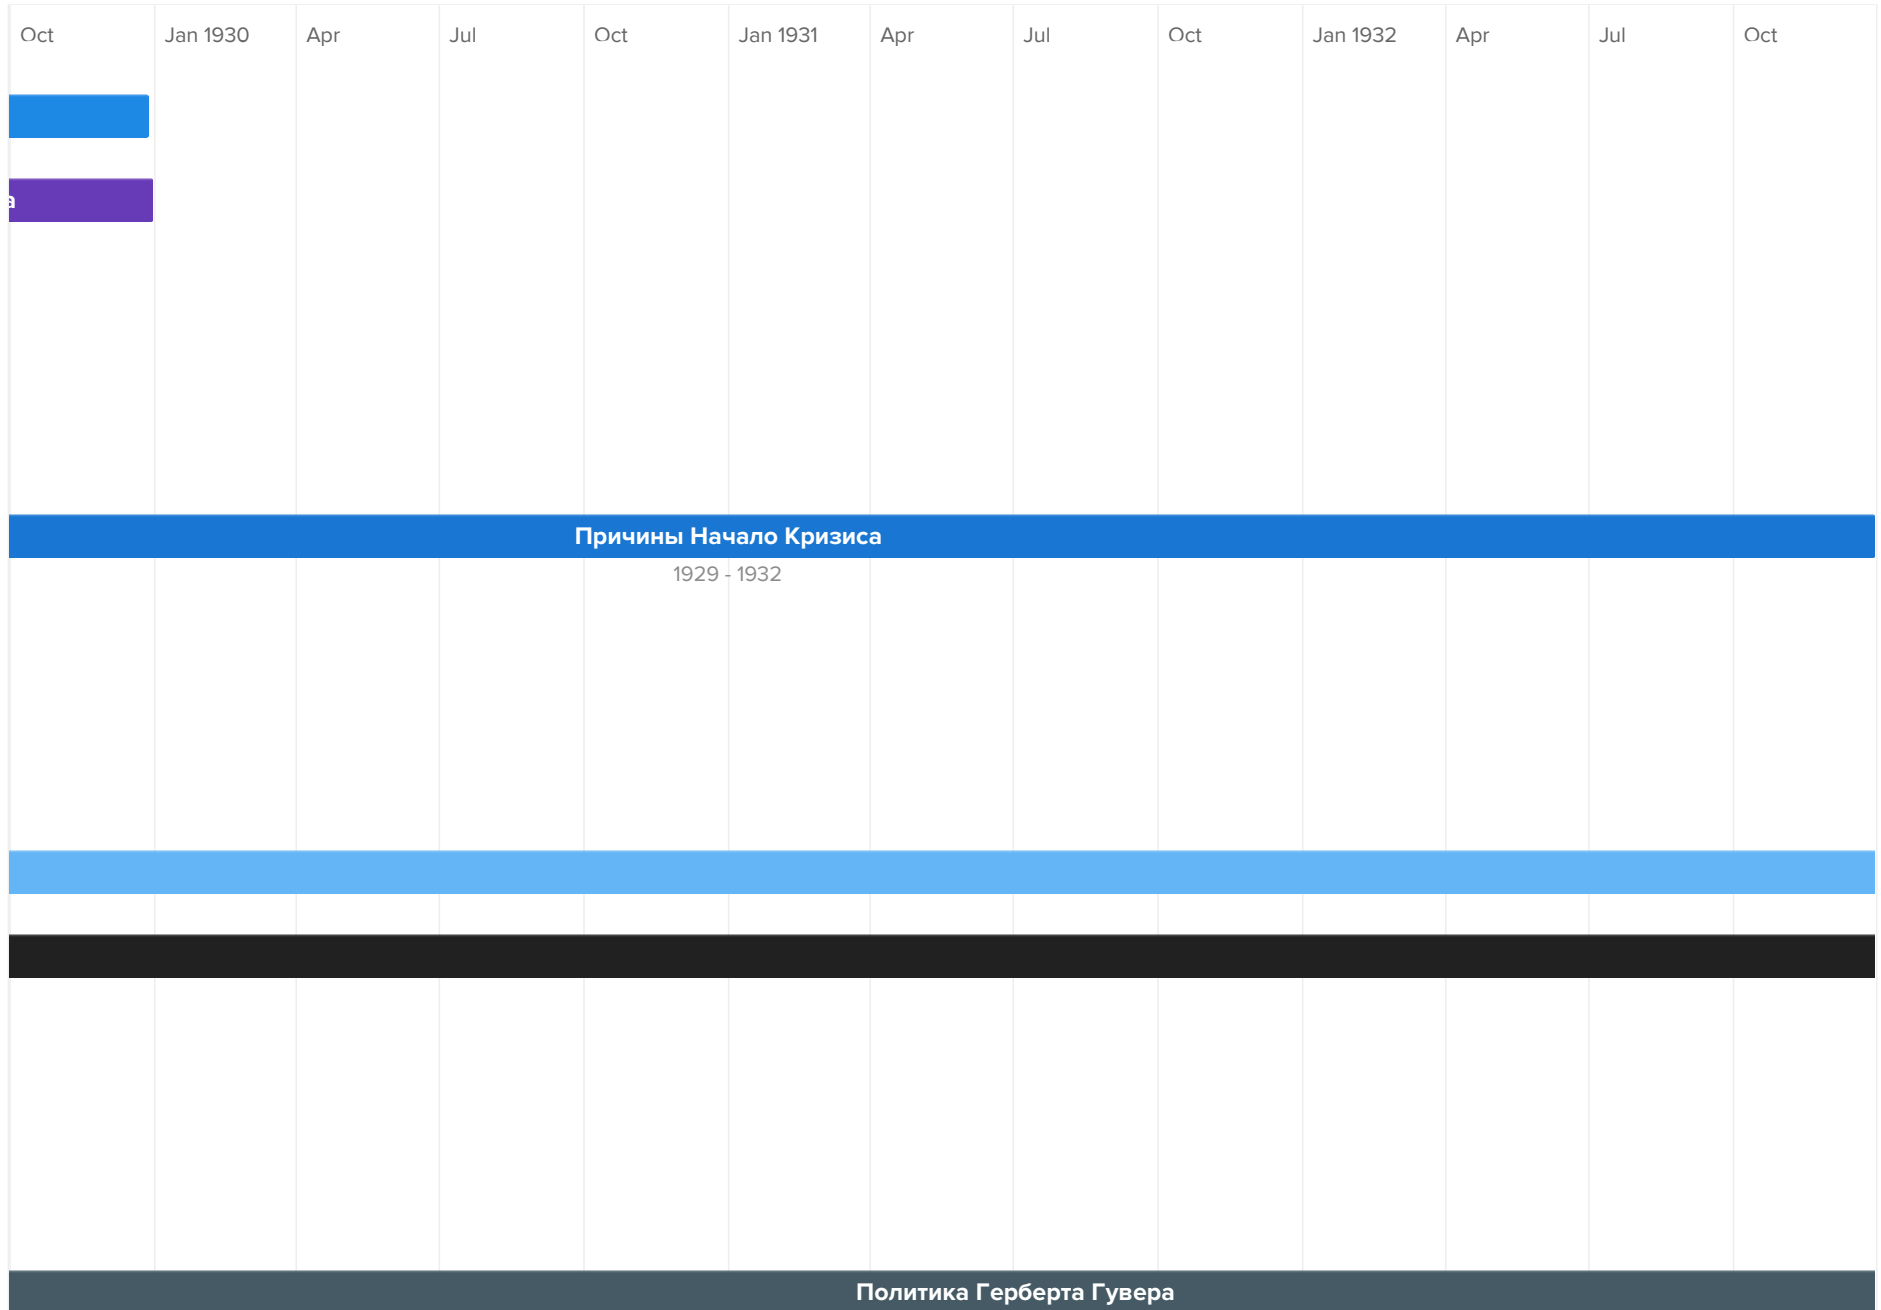 Oct Jan 1930 Apr Jul Oct Jan 1931 Apr Jul Oct Jan 1932 Apr Jul Oct
а
Причины Начало Кризиса
1929 - 1932
Политика Герберта Гувера